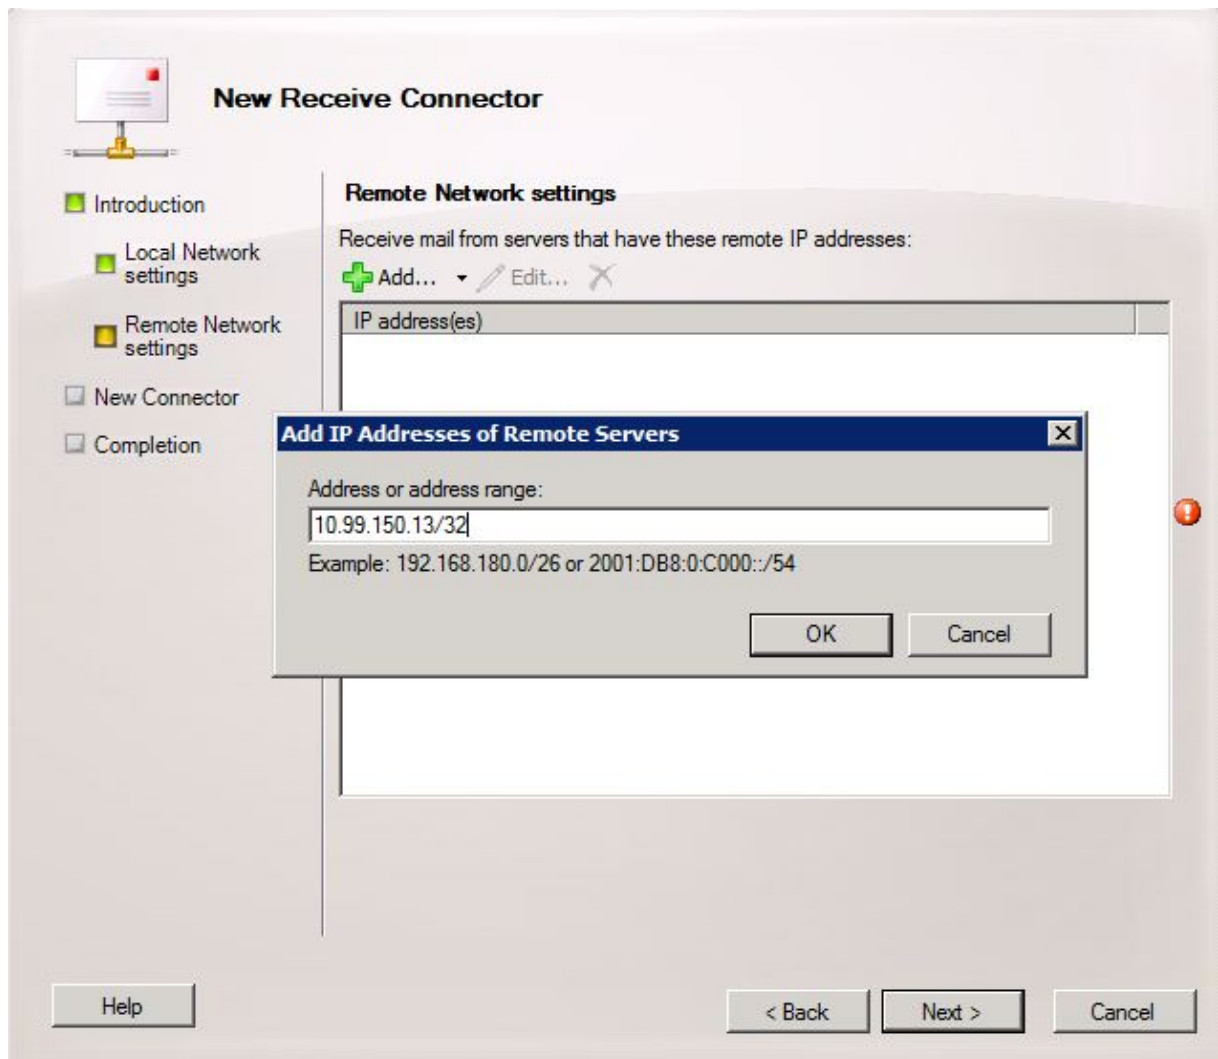 New Receive Connector
Introduction
Local Network
settings
Remote Network
settings
New Connector
Completion
Remote Network settings
Receive mail from servers that have these remote IP addresses:
Add... Edit...
IP address(es)
Add IP Addresses of Remote Servers
Address or address range:
10.99.150.13/32
Example: 192.168.180.0/26 or 2001:DB8:0:C000::/54
OK Cancel
Help < Back Next > Cancel